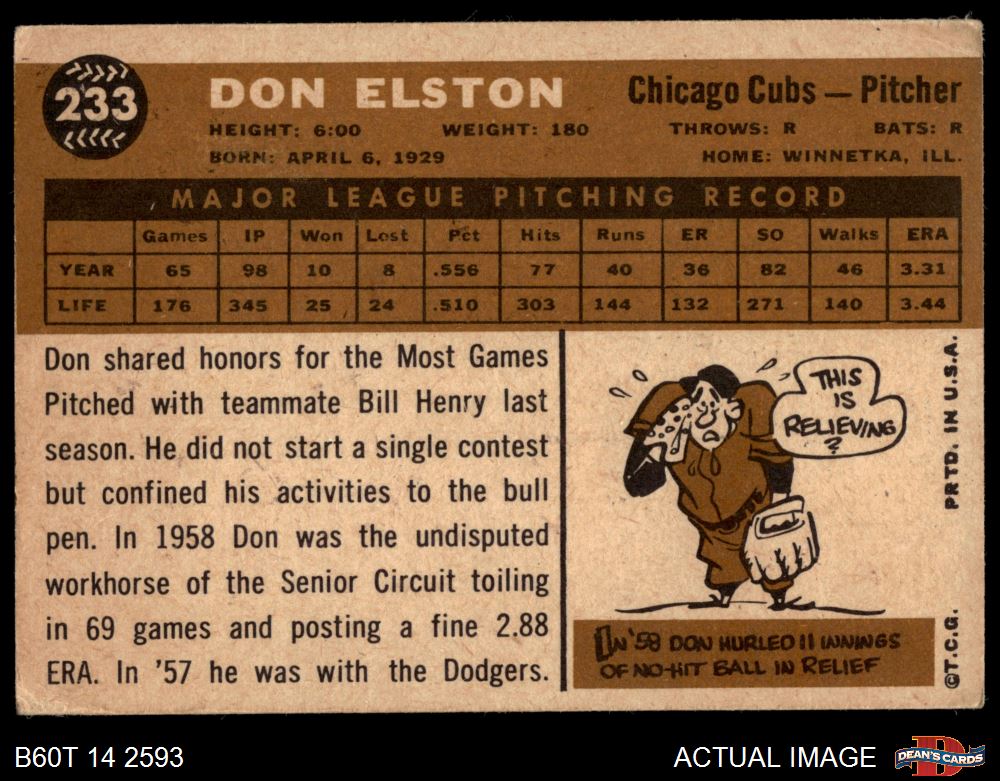 233
DON ELSTON
Chicago Cubs — Pitcher
HEIGHT: 6:00 WEIGHT: 180 THROWS: R BATS: R
BORN: APRIL 6, 1929 HOME: WINNETKA, ILL.
MAJOR LEAGUE PITCHING RECORD
Games IP Won Lost Pct Hits Runs ER SO Walks ERA
YEAR 65 98 10 8 .556 77 40 36 82 46 3.31
LIFE 176 345 25 24 .510 303 144 132 271 140 3.44
Don shared honors for the Most Games
Pitched with teammate Bill Henry last
season. He did not start a single contest
but confined his activities to the bull
pen. In 1958 Don was the undisputed
workhorse of the Senior Circuit toiling
in 69 games and posting a fine 2.88
ERA. In '57 he was with the Dodgers.
THIS
IS
RELIEVING
?
IN '58 DON HURLED 11 INNINGS
OF NO-HIT BALL IN RELIEF
PRTD. IN U.S.A.
©T.C.G.
B60T 14 2593
ACTUAL IMAGE
D
DEAN'S CARDS